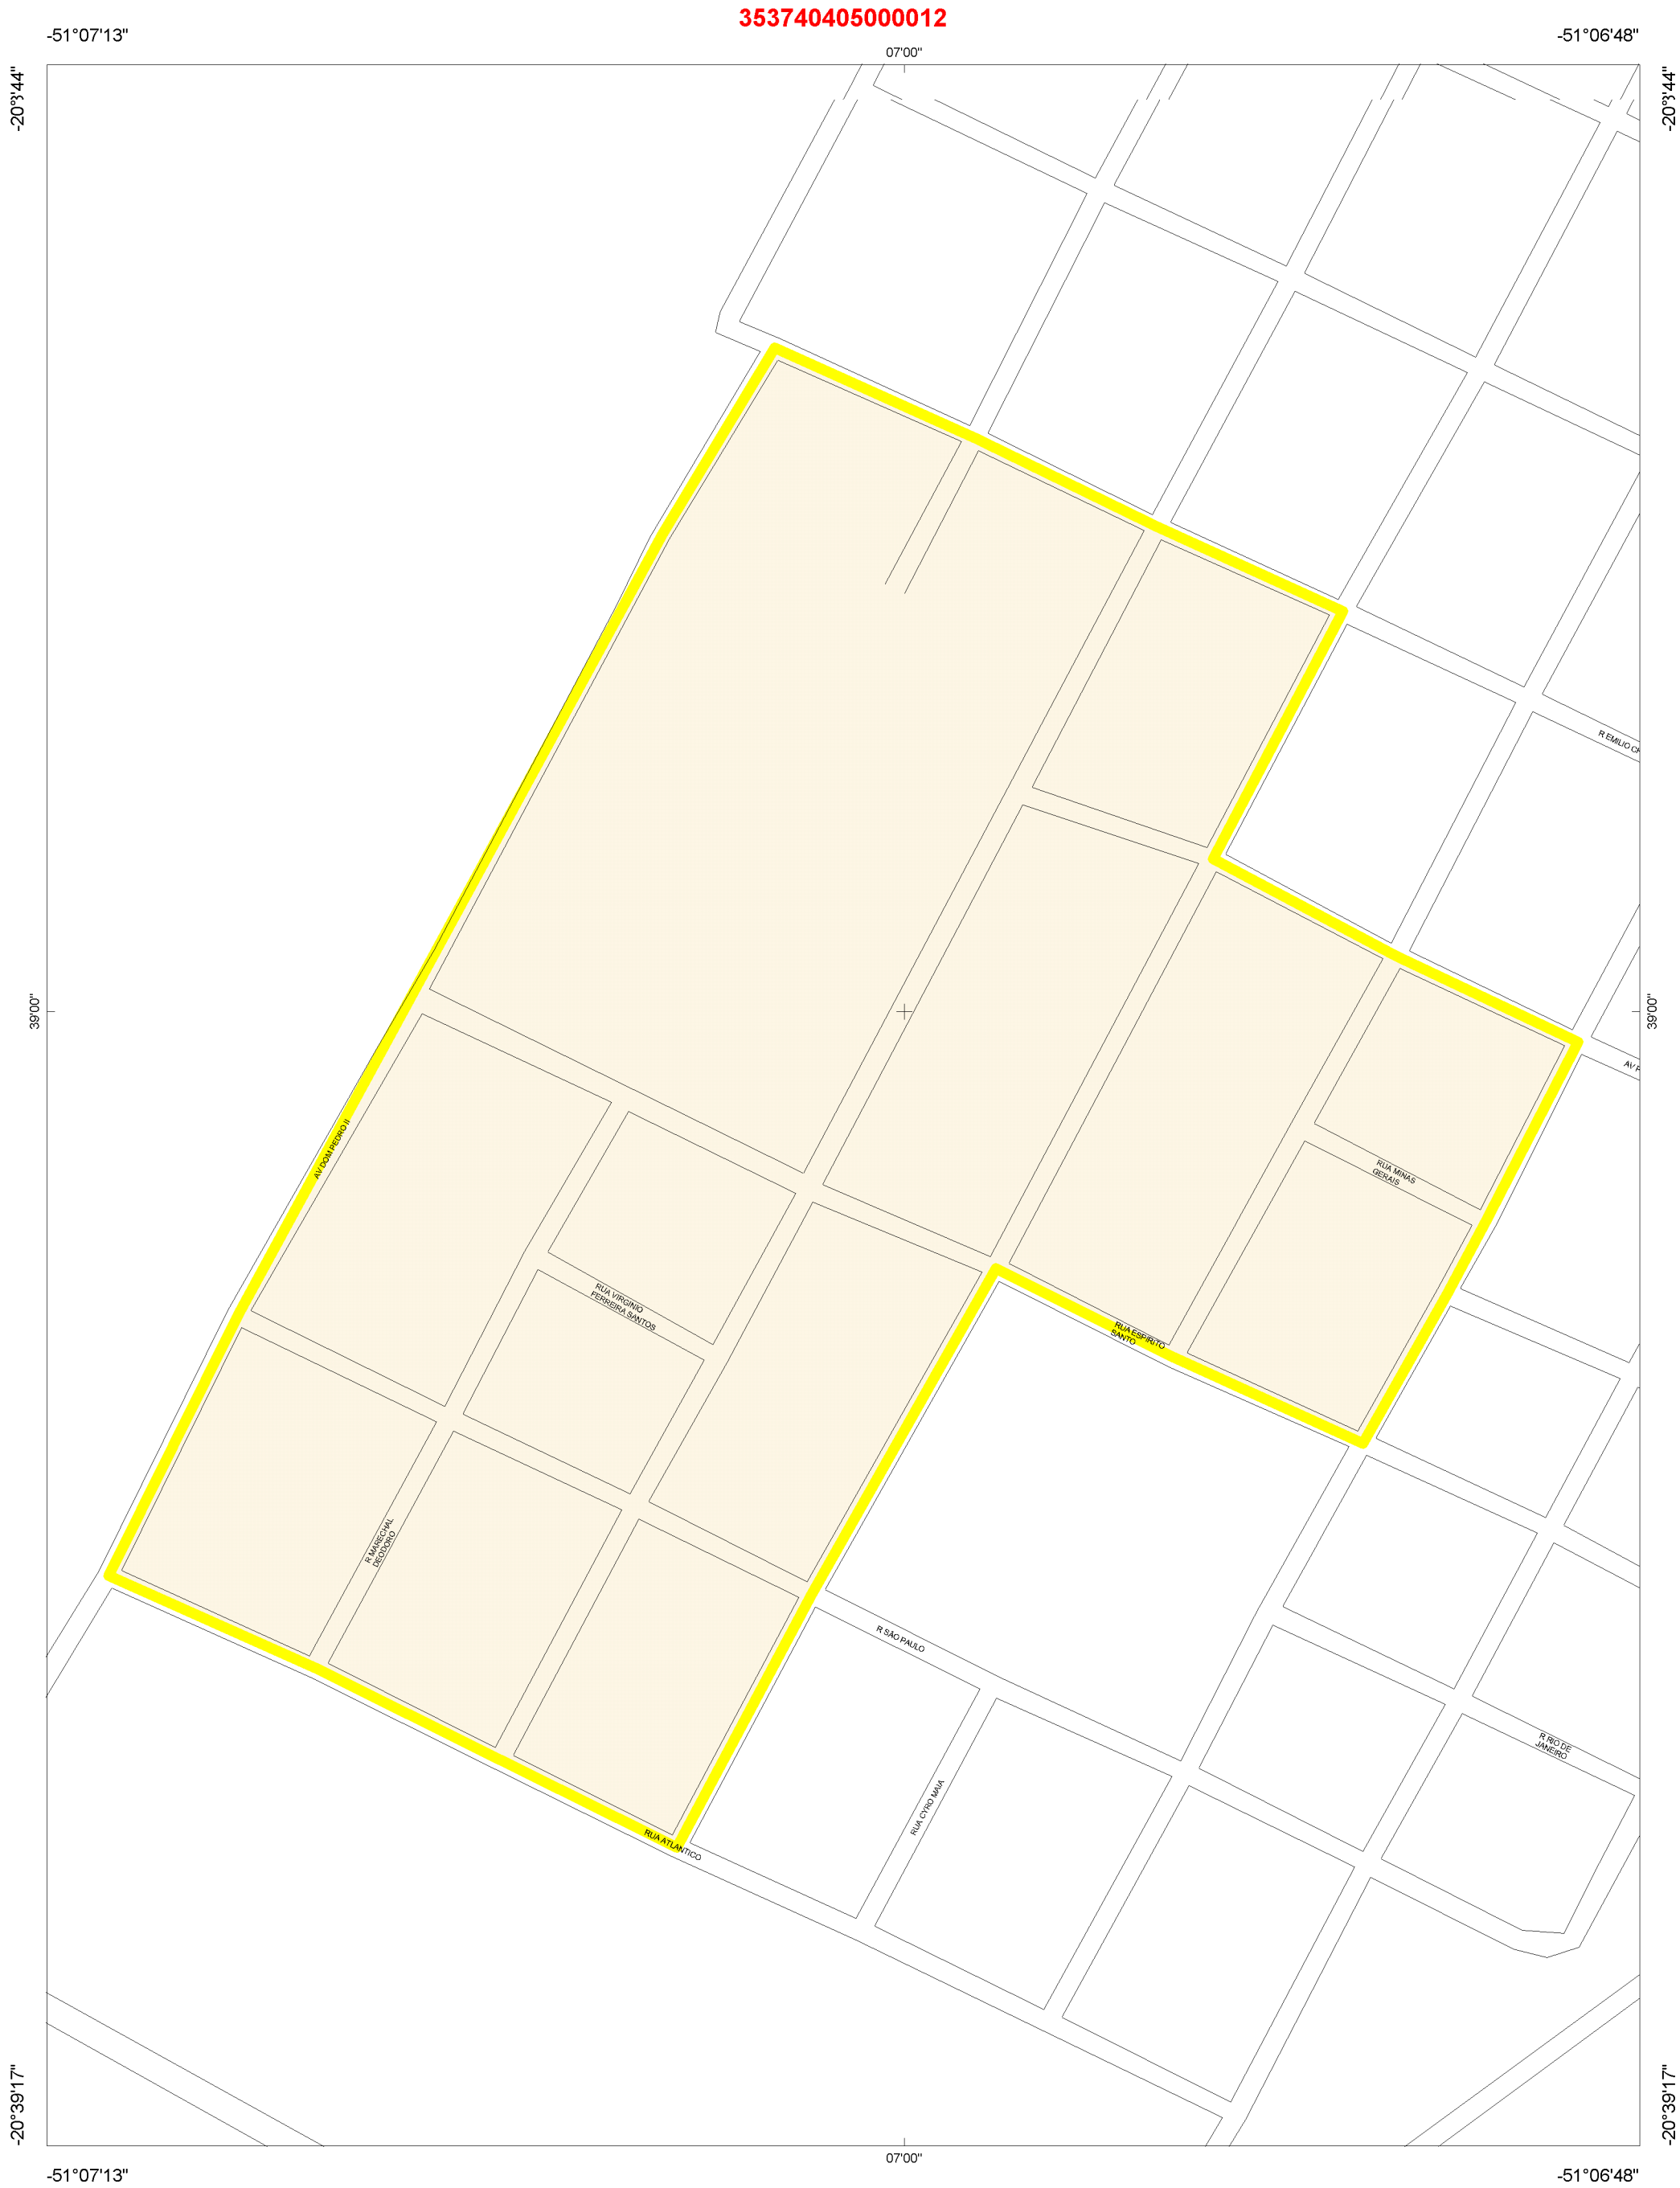 353740405000012
-51°07'13"
07'00"
-51°06'48"
-20°3'44"
-20°3'44"
R EMILIO CH
39'00"
39'00"
AV P
AV DOM PEDRO II
RUA MINAS
GERAIS
RUA VIRGINIO
FERREIRA SANTOS
RUA ESPIRITO
SANTO
R MARECHAL
DEODORO
R SÃO PAULO
R RIO DE
JANEIRO
RUA CYRO MAIA
RUA ATLANTICO
-20°39'17"
-20°39'17"
-51°07'13"
07'00"
-51°06'48"